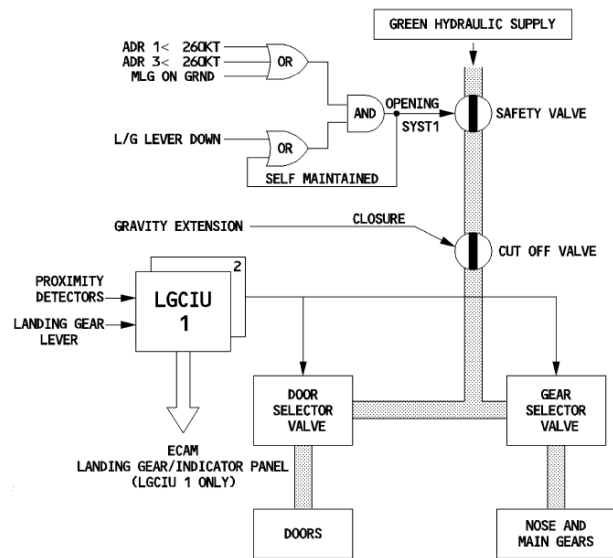 GREEN HYDRAULIC SUPPLY
ADR 1< 260KT
ADR 3< 260KT
MLG ON GRND
OR
AND
OPENING
SYST1
SAFETY VALVE
L/G LEVER DOWN
OR
SELF MAINTAINED
GRAVITY EXTENSION
CLOSURE
CUT OFF VALVE
2
PROXIMITY
DETECTORS
LGCIU
1
LANDING GEAR
LEVER
DOOR
SELECTOR
VALVE
GEAR
SELECTOR
VALVE
ECAM
LANDING GEAR/INDICATOR PANEL
(LGCIU 1 ONLY)
DOORS
NOSE AND
MAIN GEARS